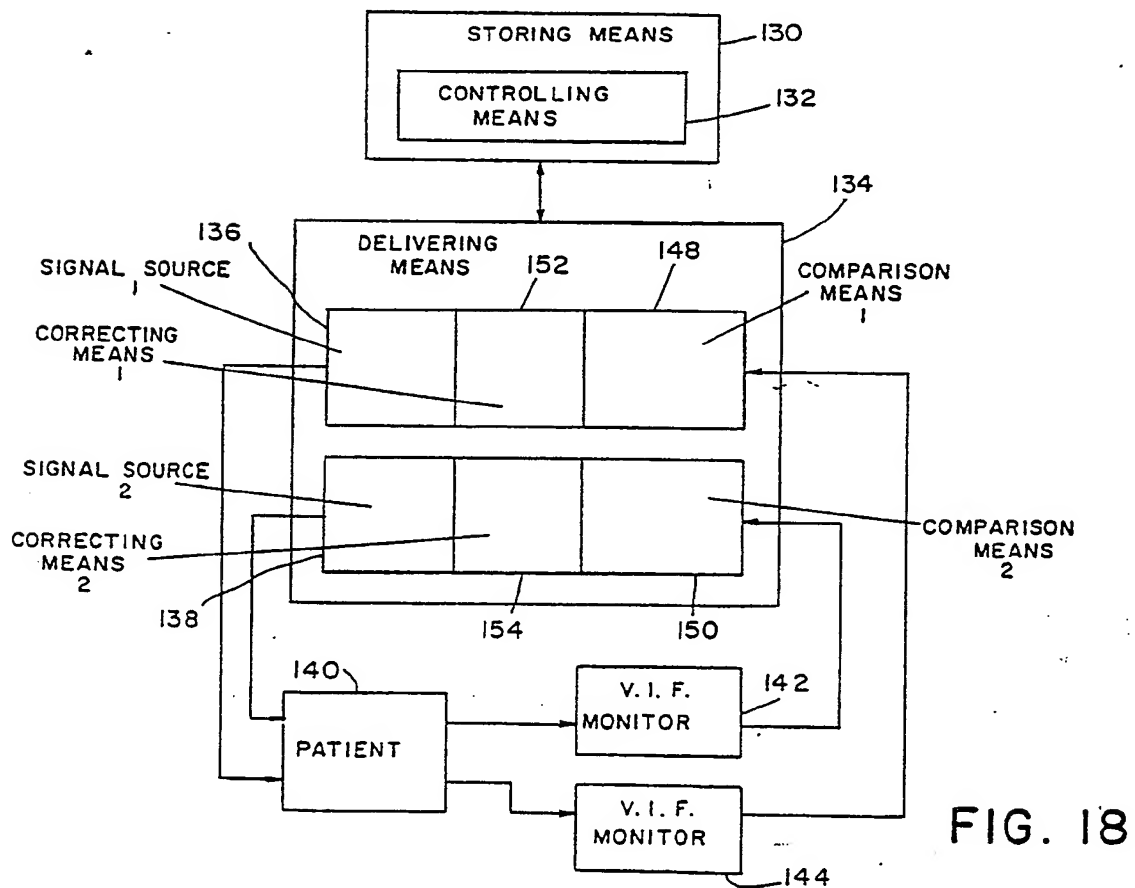 STORING MEANS
130
CONTROLLING
MEANS
132
134
136
DELIVERING
MEANS
152
148
SIGNAL SOURCE
1
COMPARISON
MEANS
1
CORRECTING
MEANS
1
SIGNAL SOURCE
2
CORRECTING
MEANS
2
COMPARISON
MEANS
2
138
154
150
140
PATIENT
V. I. F.
MONITOR
142
V. I. F.
MONITOR
144
FIG. 18